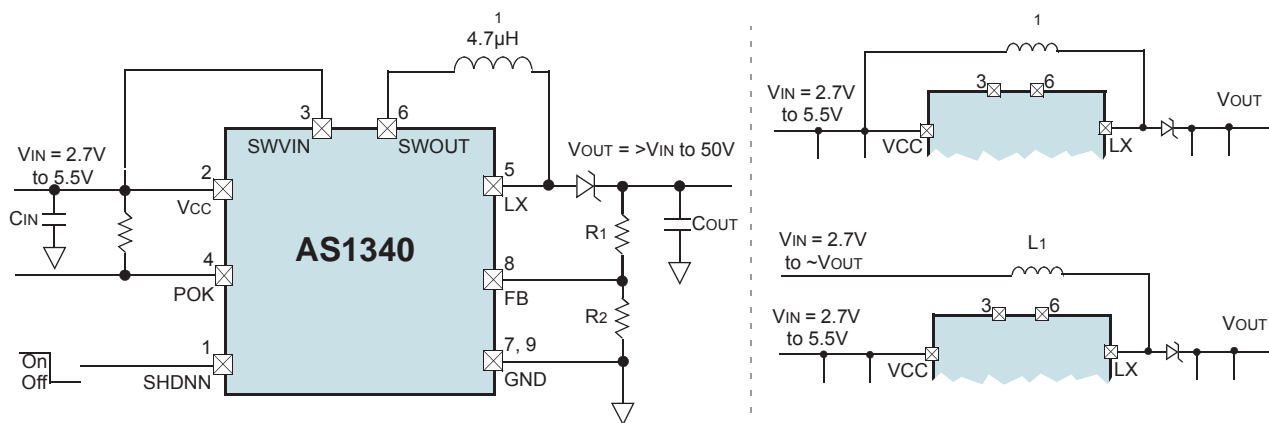 1
4.7µH
3
6
SWVIN
SWOUT
VIN = 2.7V
to 5.5V
2
VCC
CIN
VOUT = >VIN to 50V
5
LX
R1
COUT
AS1340
4
POK
8
FB
R2
1
SHDNN
7, 9
GND
On
Off
1
3
6
VIN = 2.7V
to 5.5V
VOUT
VCC
LX
VIN = 2.7V
to ~VOUT
L1
3
6
VIN = 2.7V
to 5.5V
VOUT
VCC
LX